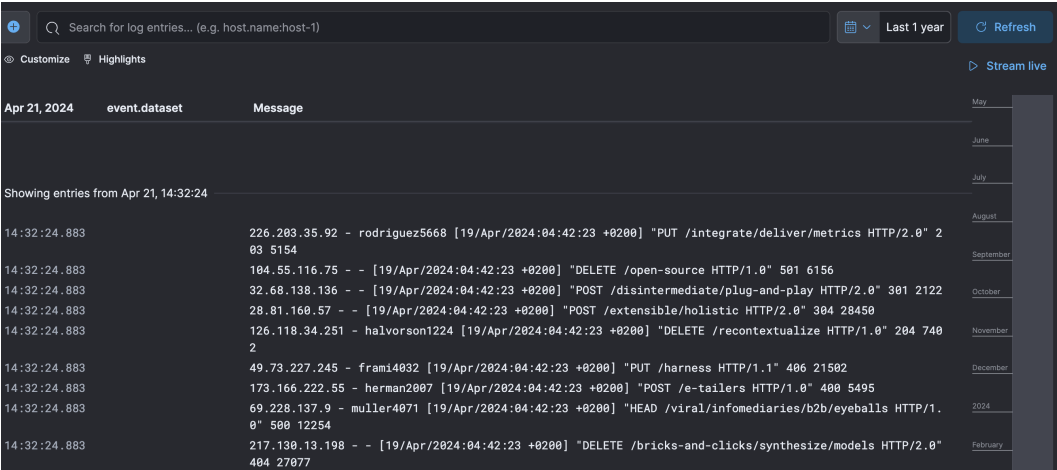 Search for log entries... (e.g. host.name:host-1)
Last 1 year
Refresh
Customize
Highlights
Stream live
Apr 21, 2024 event.dataset Message
Showing entries from Apr 21, 14:32:24
14:32:24.883 226.203.35.92 - rodriguez5668 [19/Apr/2024:04:42:23 +0200] "PUT /integrate/deliver/metrics HTTP/2.0" 2
03 5154
14:32:24.883 104.55.116.75 - - [19/Apr/2024:04:42:23 +0200] "DELETE /open-source HTTP/1.0" 501 6156
14:32:24.883 32.68.138.136 - - [19/Apr/2024:04:42:23 +0200] "POST /disintermediate/plug-and-play HTTP/2.0" 301 2122
14:32:24.883 28.81.160.57 - - [19/Apr/2024:04:42:23 +0200] "POST /extensible/holistic HTTP/2.0" 304 28450
14:32:24.883 126.118.34.251 - halvorson1224 [19/Apr/2024:04:42:23 +0200] "DELETE /recontextualize HTTP/1.0" 204 740
2
14:32:24.883 49.73.227.245 - frami4032 [19/Apr/2024:04:42:23 +0200] "PUT /harness HTTP/1.1" 406 21502
14:32:24.883 173.166.222.55 - herman2007 [19/Apr/2024:04:42:23 +0200] "POST /e-tailers HTTP/1.0" 400 5495
14:32:24.883 69.228.137.9 - muller4071 [19/Apr/2024:04:42:23 +0200] "HEAD /viral/infomediaries/b2b/eyeballs HTTP/1.
0" 500 12254
14:32:24.883 217.130.13.198 - - [19/Apr/2024:04:42:23 +0200] "DELETE /bricks-and-clicks/synthesize/models HTTP/2.0"
404 27077
May
June
July
August
September
October
November
December
2024
February